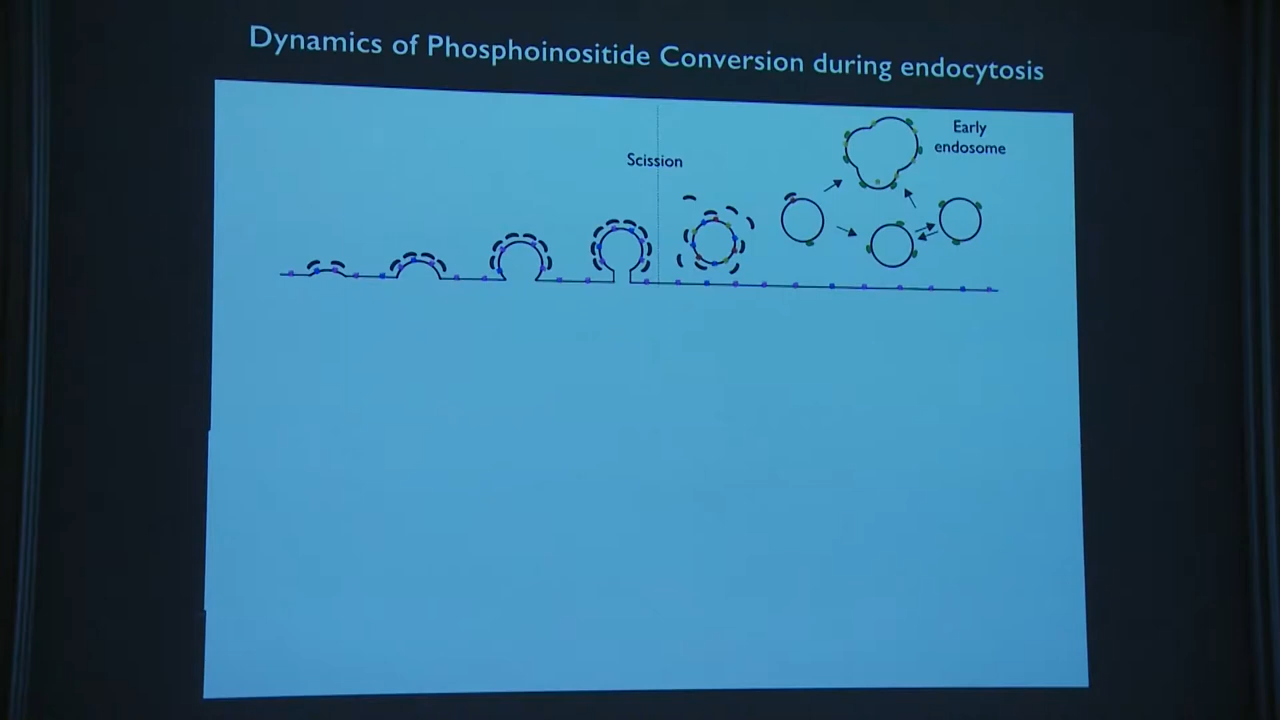 Dynamics of Phosphoinositide Conversion during endocytosis
Early
endosome
Scission